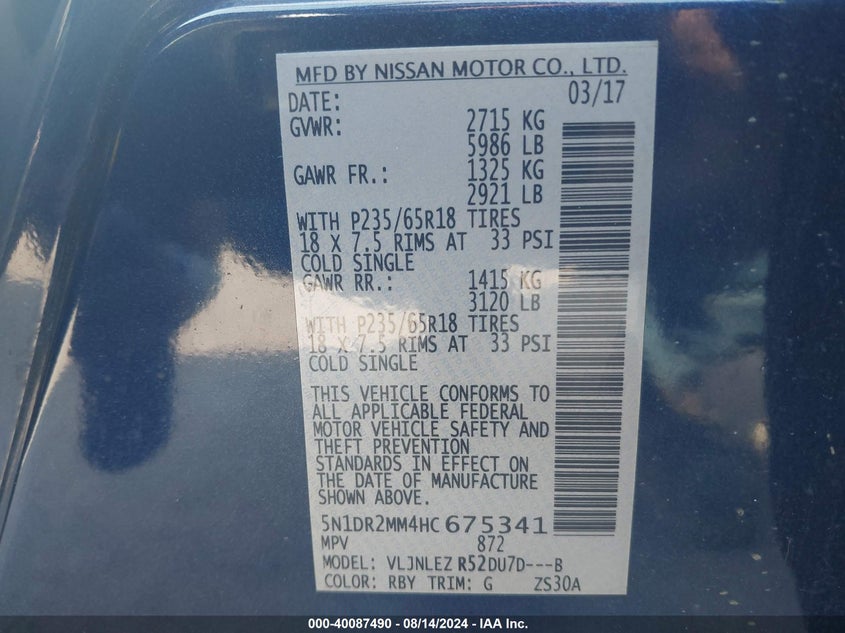 MFD BY NISSAN MOTOR CO., LTD.
DATE: 03/17
GVWR: 2715 KG
5986 LB
GAWR FR.: 1325 KG
2921 LB
WITH P235/65R18 TIRES
18 X 7.5 RIMS AT 33 PSI
COLD SINGLE
GAWR RR.: 1415 KG
3120 LB
WITH P235/65R18 TIRES
18 X 7.5 RIMS AT 33 PSI
COLD SINGLE
THIS VEHICLE CONFORMS TO
ALL APPLICABLE FEDERAL
MOTOR VEHICLE SAFETY AND
THEFT PREVENTION
STANDARDS IN EFFECT ON
THE DATE OF MANUFACTURE
SHOWN ABOVE.
5N1DR2MM4HC675341
MPV 872
MODEL: VLJNLEZ R52DU7D---B
COLOR: RBY TRIM: G ZS30A
000-40087490 - 08/14/2024 - IAA Inc.